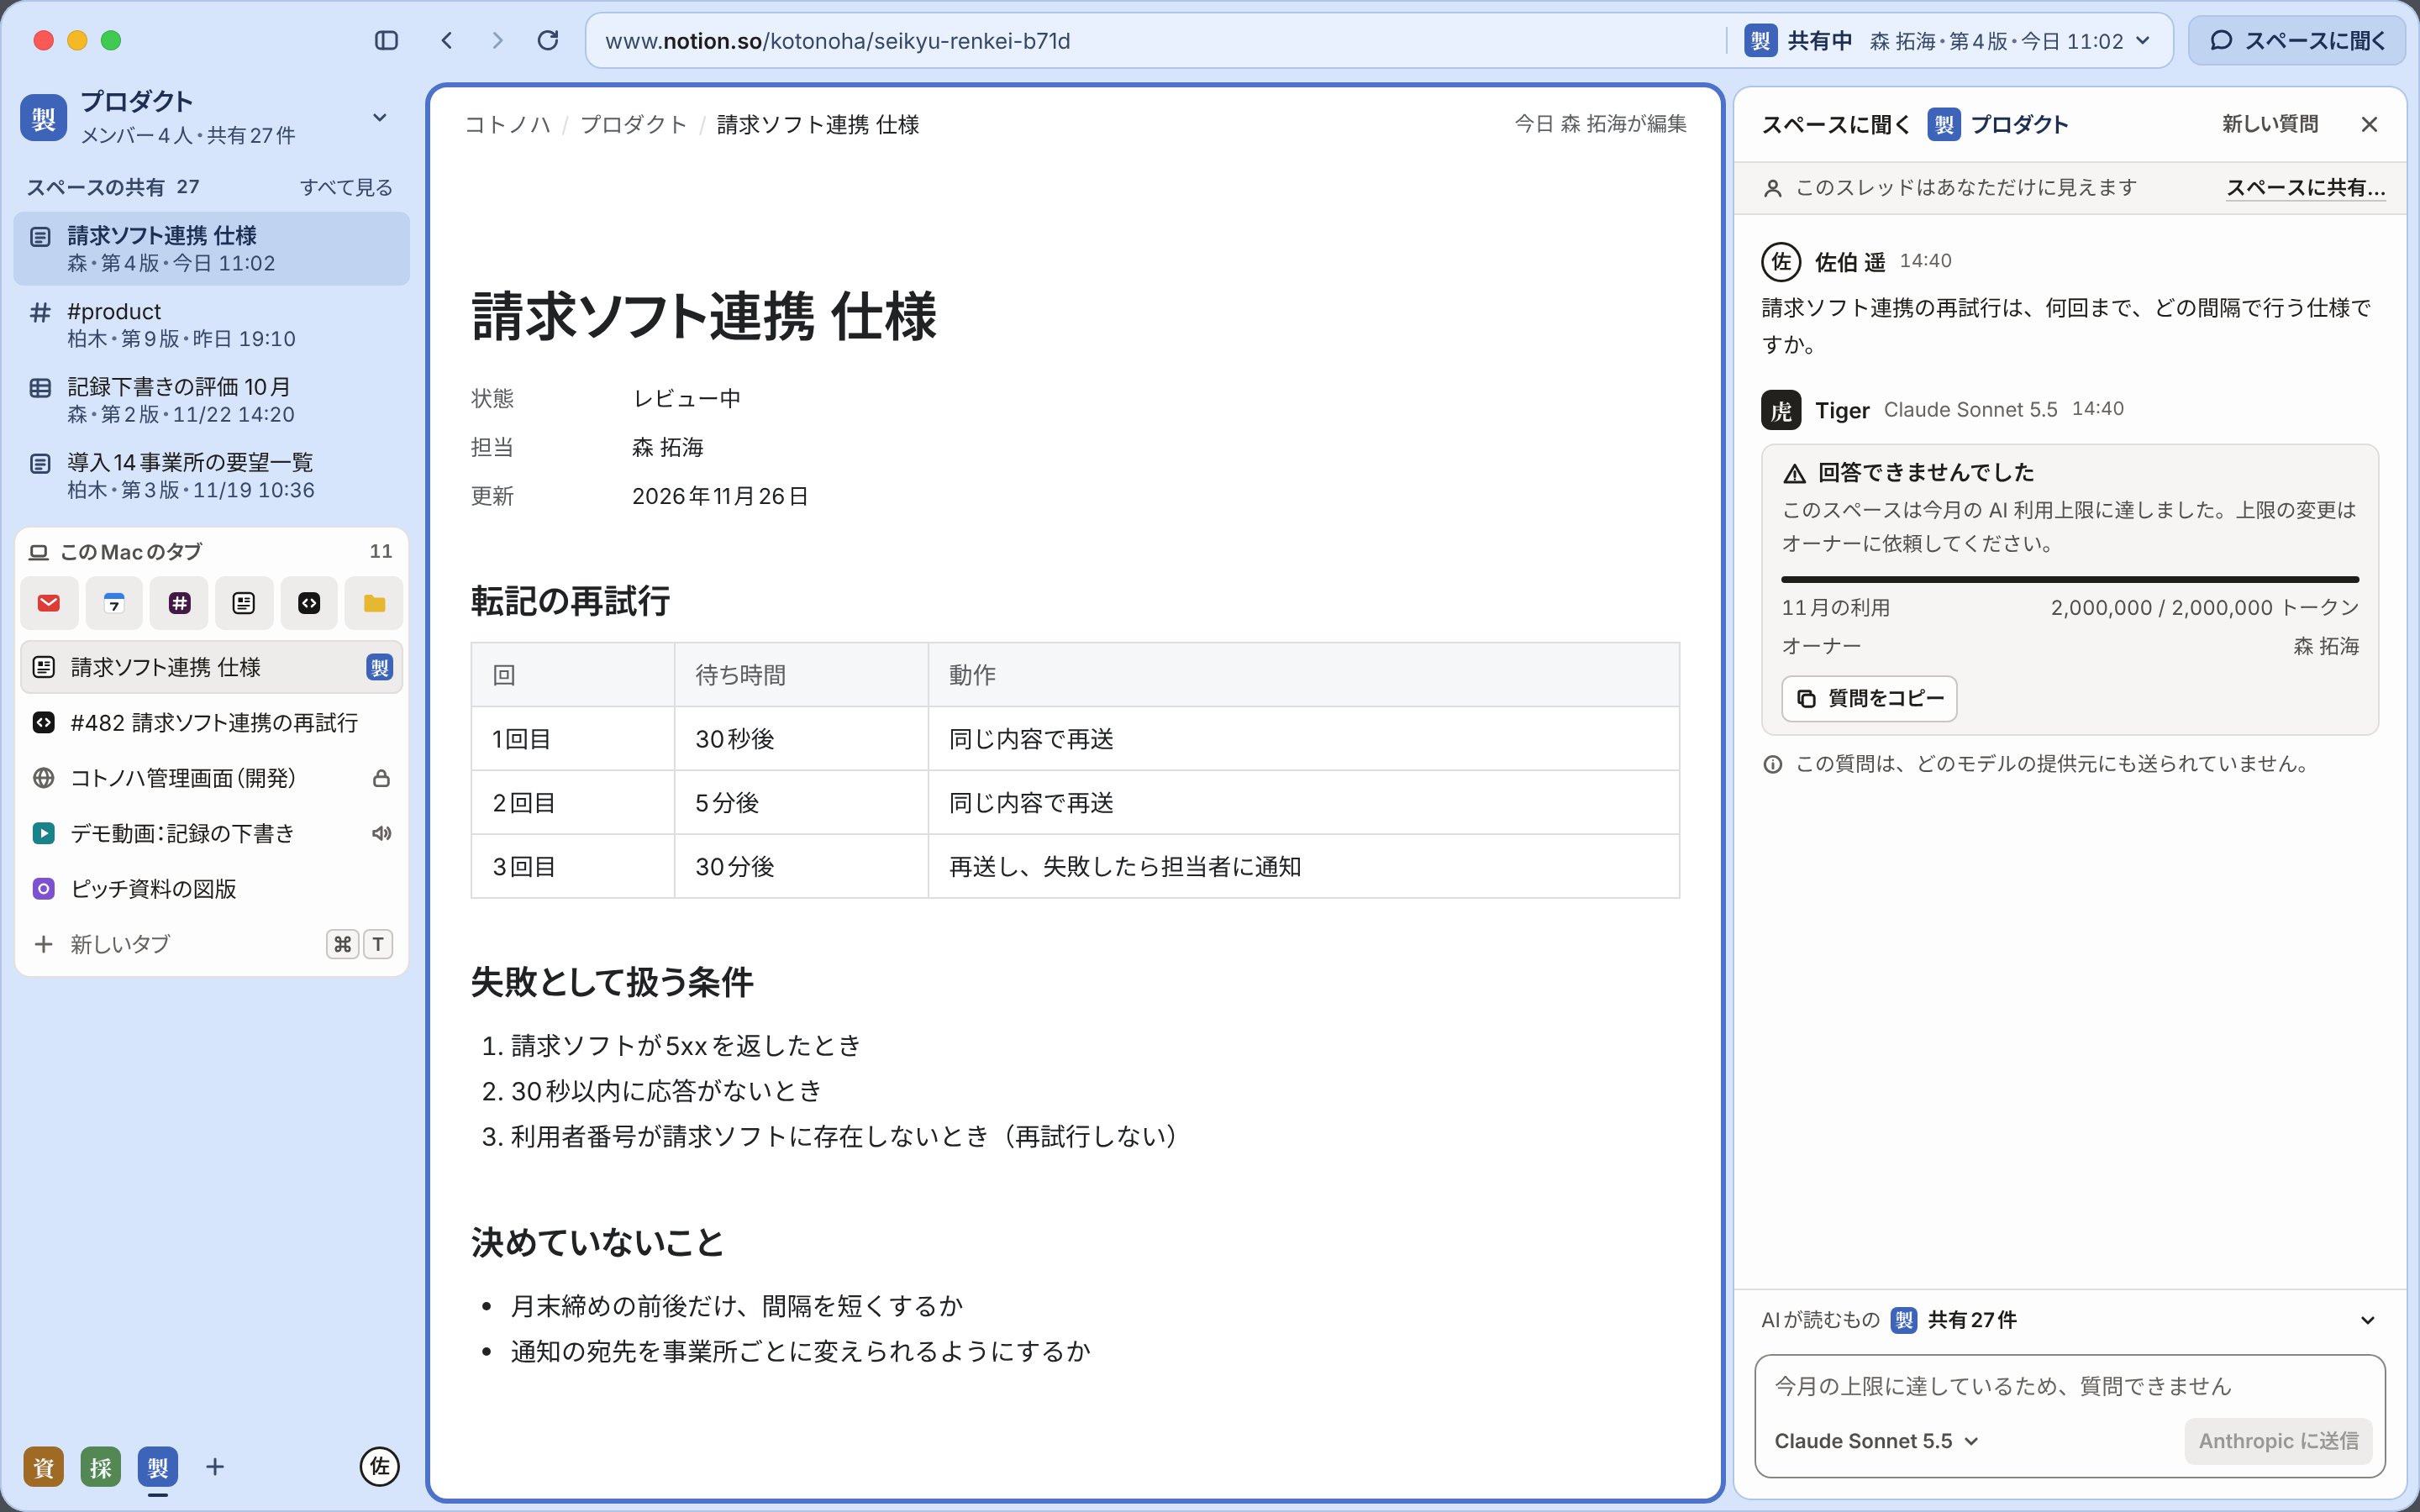 www.notion.so/kotonoha/seikyu-renkei-b71d
製 共有中 森 拓海・第4版・今日 11:02
スペースに聞く
製 プロダクト
メンバー4人・共有27件
スペースの共有 27 すべて見る
請求ソフト連携 仕様
森・第4版・今日 11:02
#product
柏木・第9版・昨日 19:10
記録下書きの評価 10月
森・第2版・11/22 14:20
導入14事業所の要望一覧
柏木・第3版・11/19 10:36
このMacのタブ 11
7
請求ソフト連携 仕様 製
#482 請求ソフト連携の再試行
コトノハ管理画面（開発）
デモ動画：記録の下書き
ピッチ資料の図版
新しいタブ ⌘ T
資 採 製 佐
コトノハ / プロダクト / 請求ソフト連携 仕様
今日 森 拓海が編集
請求ソフト連携 仕様
状態 レビュー中
担当 森 拓海
更新 2026年11月26日
転記の再試行
回 待ち時間 動作
1回目 30秒後 同じ内容で再送
2回目 5分後 同じ内容で再送
3回目 30分後 再送し、失敗したら担当者に通知
失敗として扱う条件
1. 請求ソフトが5xxを返したとき
2. 30秒以内に応答がないとき
3. 利用者番号が請求ソフトに存在しないとき（再試行しない）
決めていないこと
• 月末締めの前後だけ、間隔を短くするか
• 通知の宛先を事業所ごとに変えられるようにするか
スペースに聞く 製 プロダクト 新しい質問
このスレッドはあなただけに見えます スペースに共有…
佐 佐伯 遥 14:40
請求ソフト連携の再試行は、何回まで、どの間隔で行う仕様で
すか。
虎 Tiger Claude Sonnet 5.5 14:40
回答できませんでした
このスペースは今月の AI 利用上限に達しました。上限の変更は
オーナーに依頼してください。
11月の利用 2,000,000 / 2,000,000 トークン
オーナー 森 拓海
質問をコピー
この質問は、どのモデルの提供元にも送られていません。
AIが読むもの 製 共有27件
今月の上限に達しているため、質問できません
Claude Sonnet 5.5 Anthropic に送信